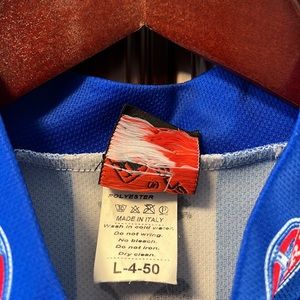 POLYESTER
MADE IN ITALY
Wash in cold water.
Do not wring.
No bleach.
Do not iron.
Dry clean.
L-4-50